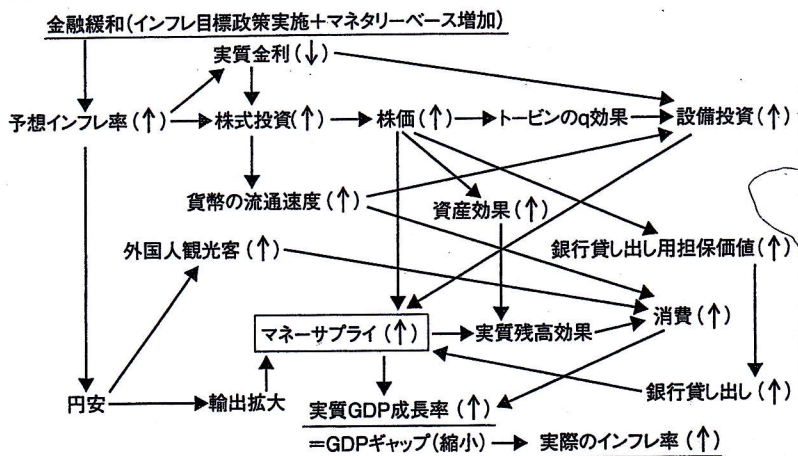 金融緩和(インフレ目標政策実施＋マネタリーベース増加)
実質金利(↓)
予想インフレ率(↑) 株式投資(↑) 株価(↑) トービンのq効果 設備投資(↑)
貨幣の流通速度(↑) 資産効果(↑)
外国人観光客(↑) 銀行貸し出し用担保価値(↑)
マネーサプライ(↑) 実質残高効果 消費(↑)
円安 輸出拡大 実質GDP成長率(↑) 銀行貸し出し(↑)
＝GDPギャップ(縮小) → 実際のインフレ率(↑)